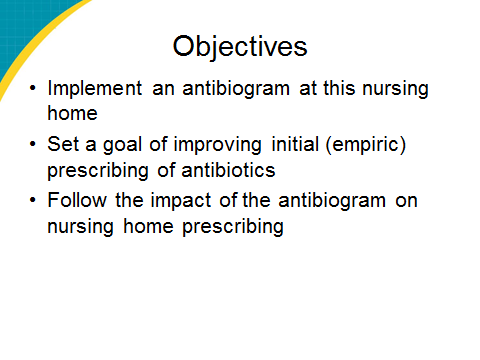 Objectives
• Implement an antibiogram at this nursing
home
• Set a goal of improving initial (empiric)
prescribing of antibiotics
• Follow the impact of the antibiogram on
nursing home prescribing